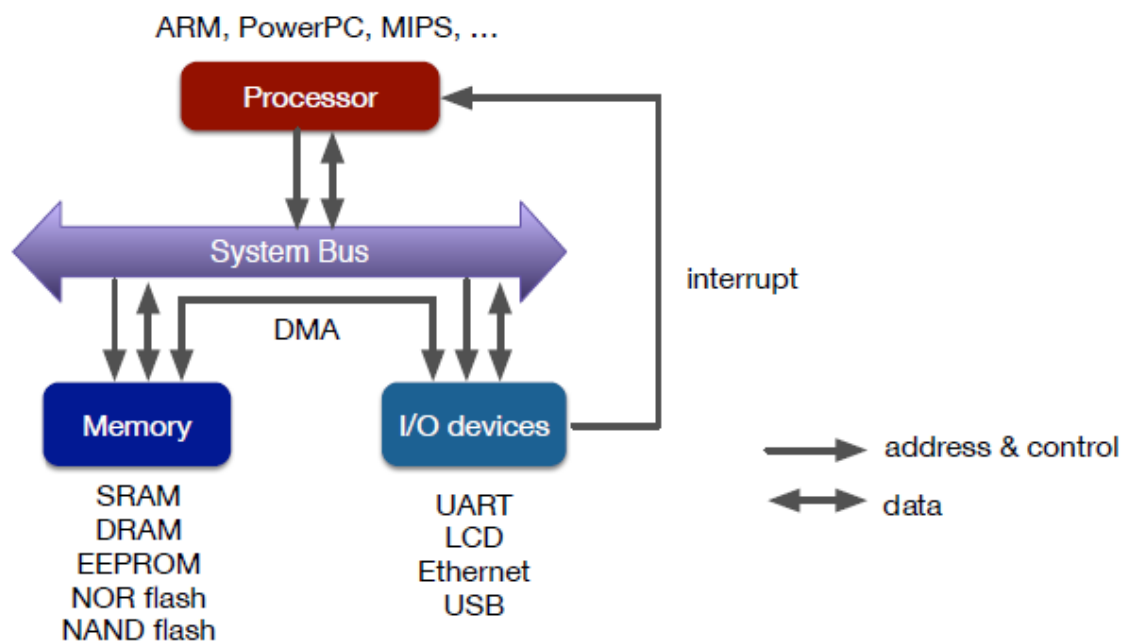 ARM, PowerPC, MIPS, ...
Processor
System Bus
interrupt
DMA
Memory
I/O devices
address & control
data
SRAM
DRAM
EEPROM
NOR flash
NAND flash
UART
LCD
Ethernet
USB